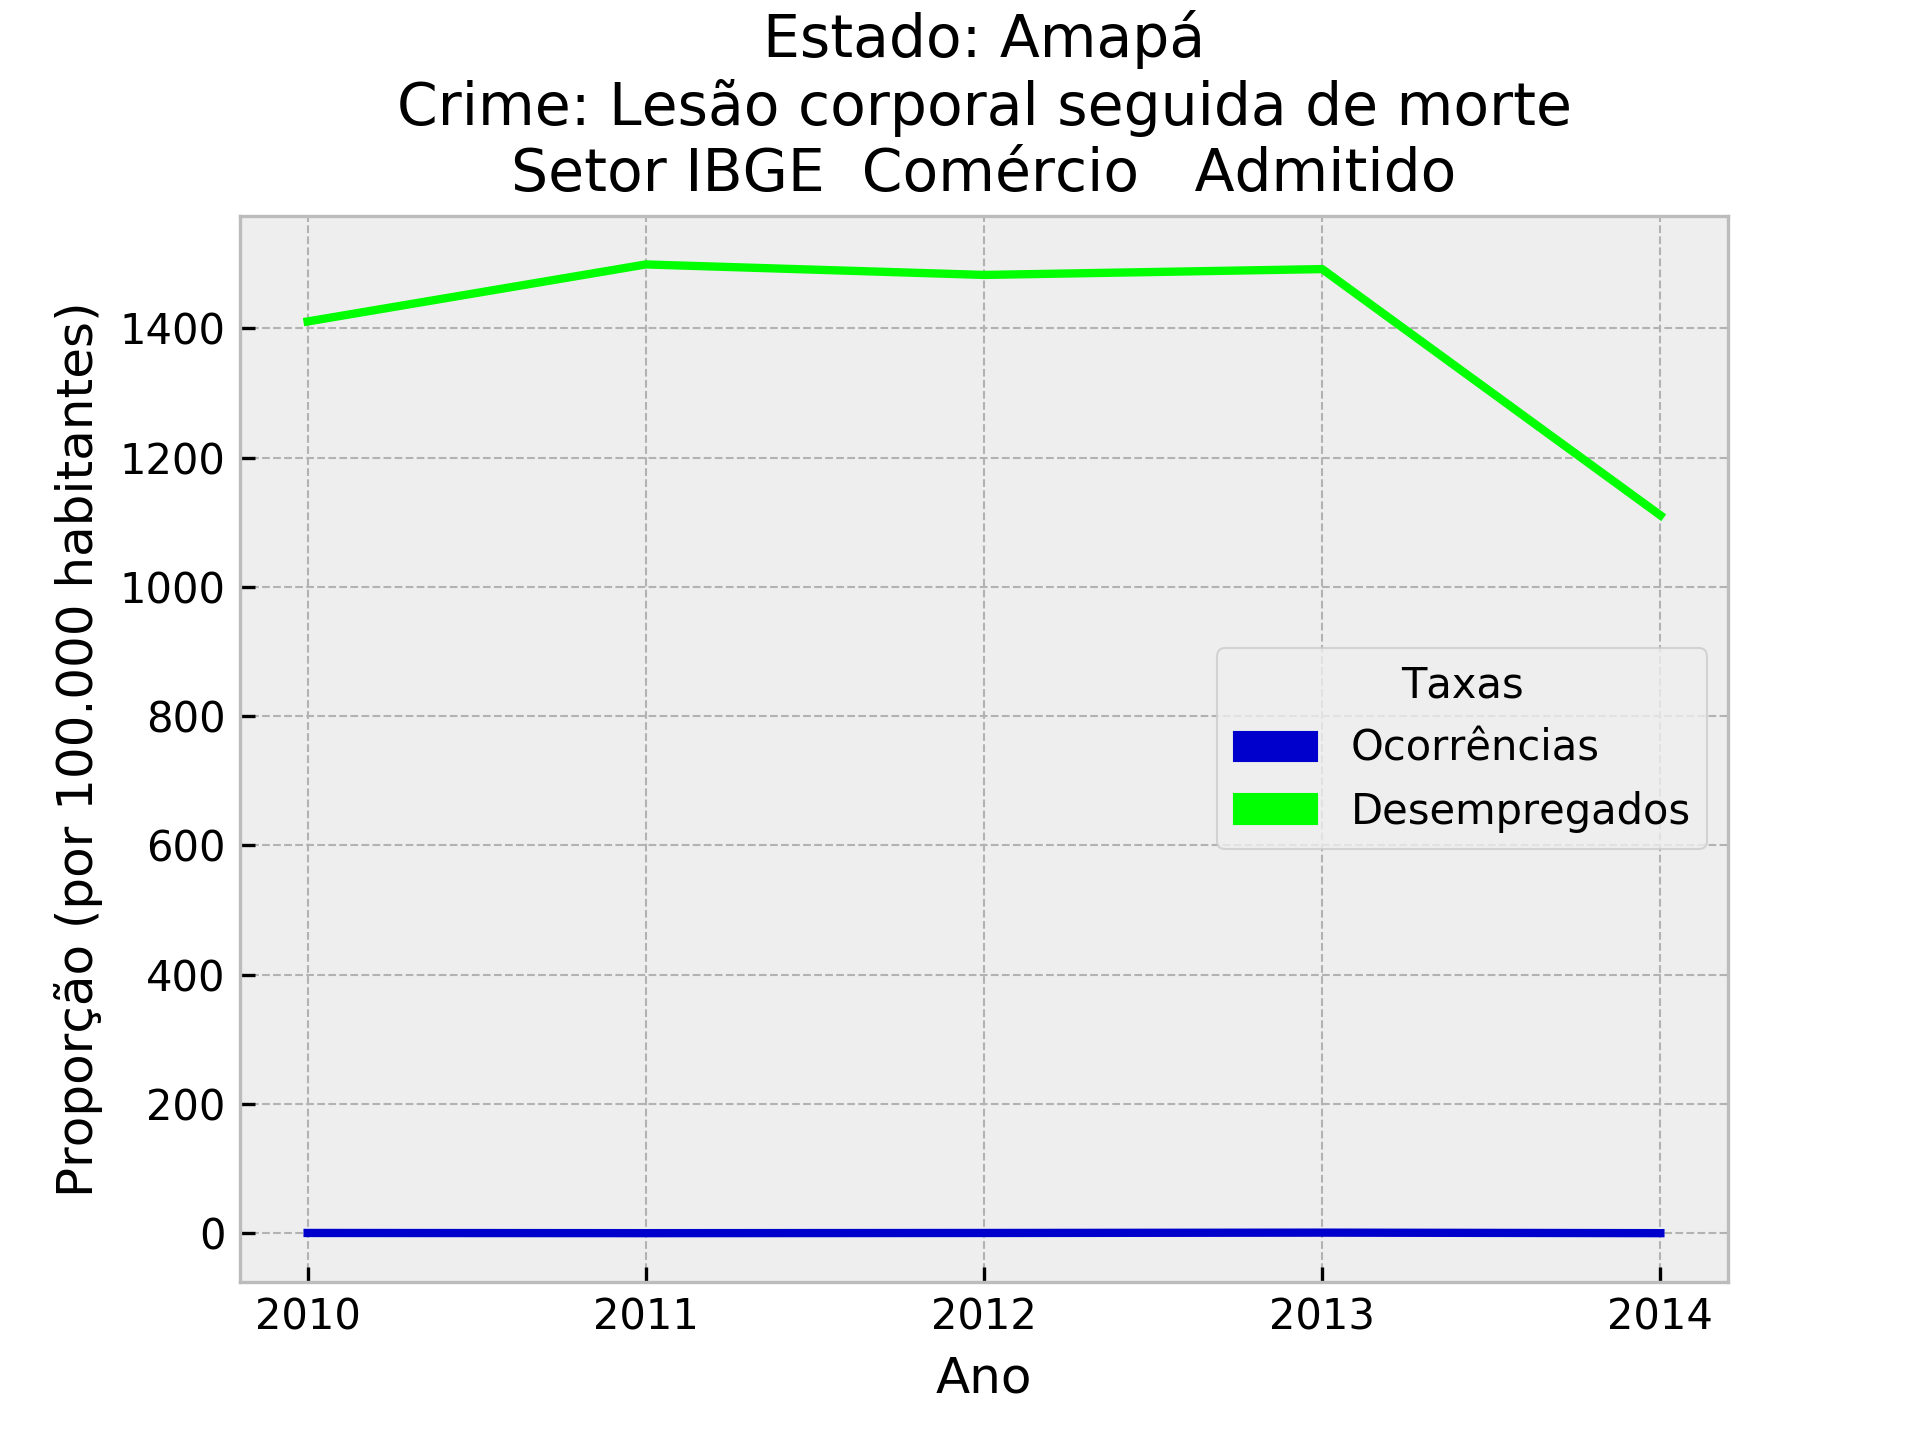 Estado: Amapá
Crime: Lesão corporal seguida de morte
Setor IBGE  Comércio   Admitido
Proporção (por 100.000 habitantes)
1400
1200
1000
800
600
400
200
0
Taxas
Ocorrências
Desempregados
2010 2011 2012 2013 2014
Ano